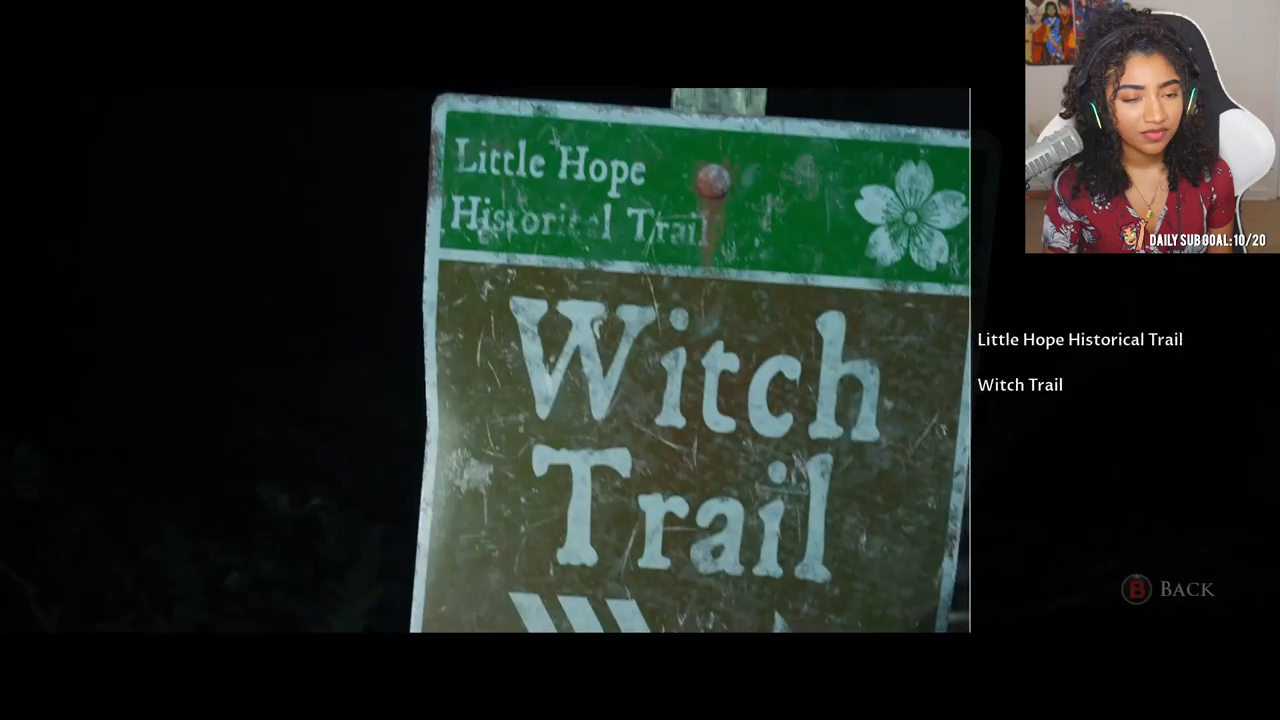 Little Hope
Historical Trail
Witch
Trail
DAILY SUB GOAL: 10/20
Little Hope Historical Trail
Witch Trail
B BACK